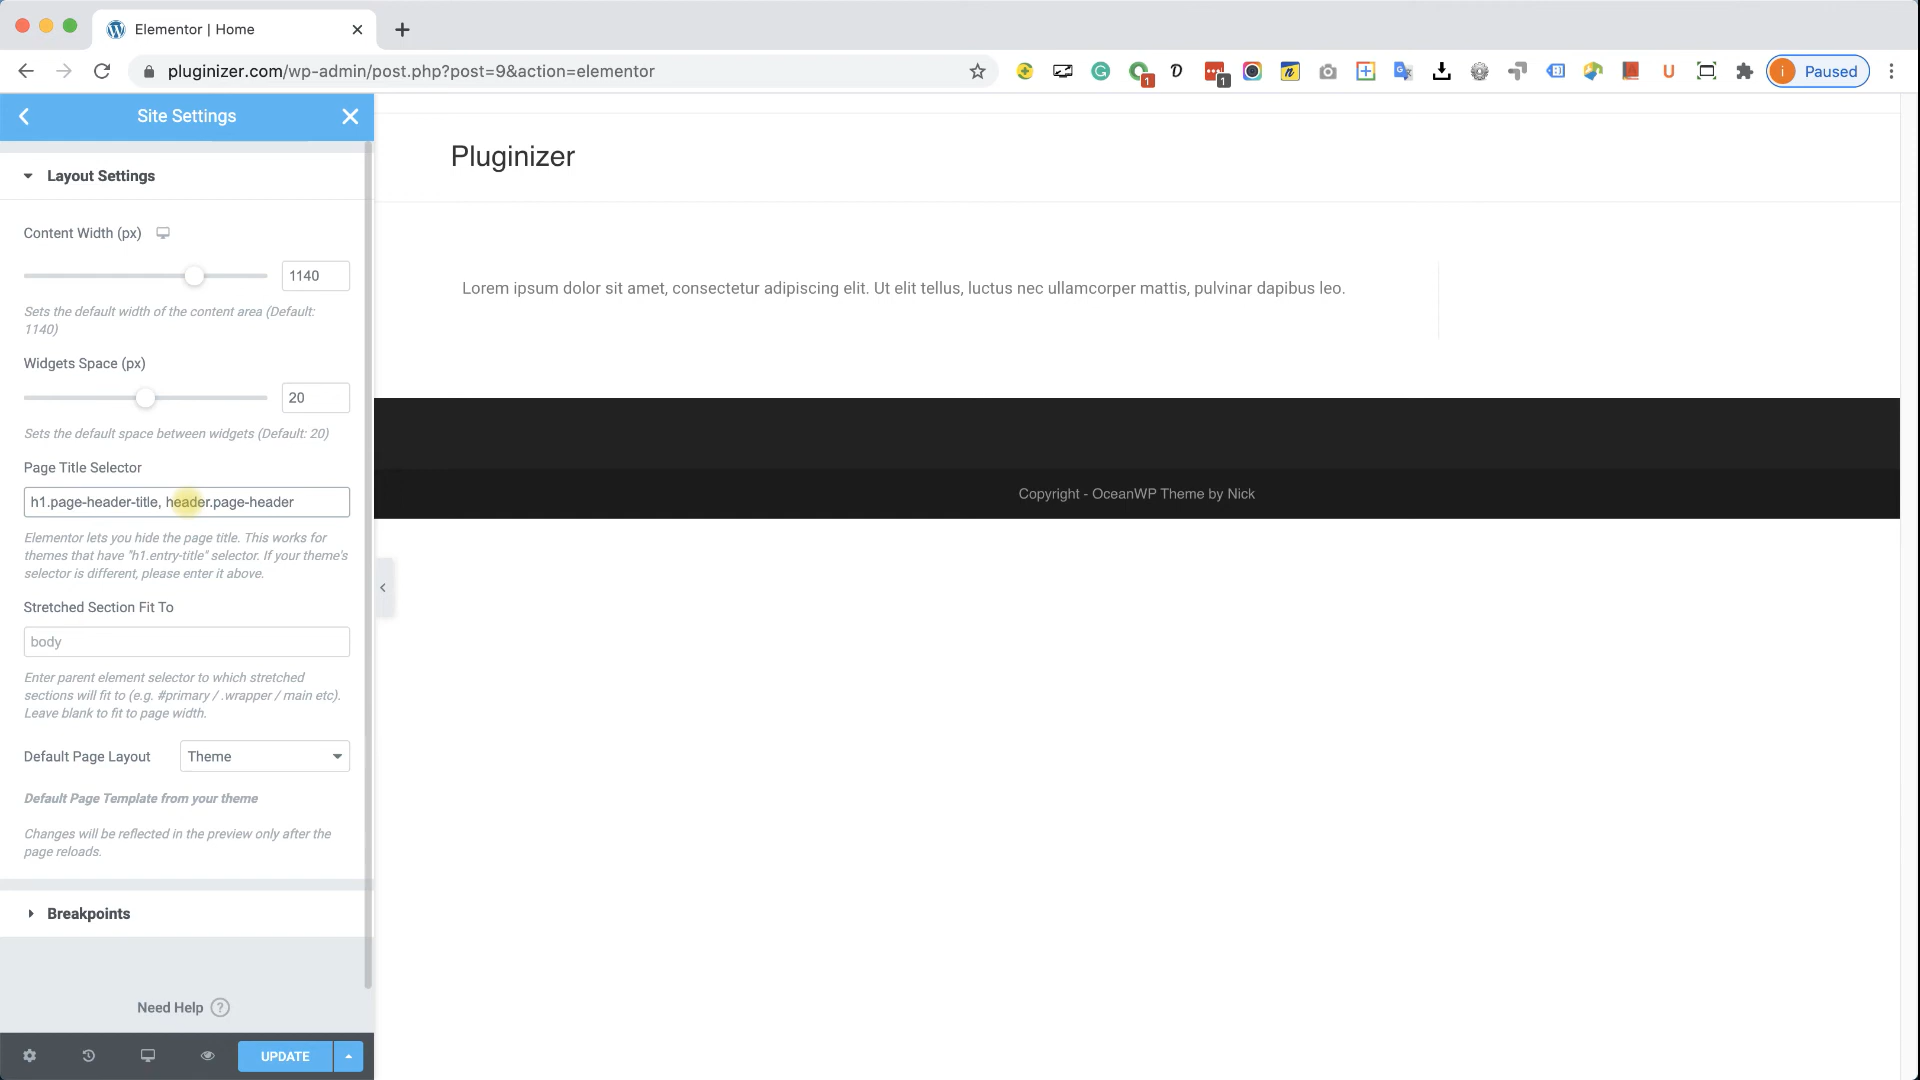 Elementor | Home
pluginizer.com/wp-admin/post.php?post=9&action=elementor
1
1
i Paused
Site Settings
Layout Settings
Content Width (px)
1140
Sets the default width of the content area (Default:
1140)
Widgets Space (px)
20
Sets the default space between widgets (Default: 20)
Page Title Selector
h1.page-header-title, header.page-header
Elementor lets you hide the page title. This works for
themes that have "h1.entry-title" selector. If your theme's
selector is different, please enter it above.
Stretched Section Fit To
body
Enter parent element selector to which stretched
sections will fit to (e.g. #primary / .wrapper / main etc).
Leave blank to fit to page width.
Default Page Layout
Theme
Default Page Template from your theme
Changes will be reflected in the preview only after the
page reloads.
Breakpoints
Need Help ?
UPDATE
Pluginizer
Lorem ipsum dolor sit amet, consectetur adipiscing elit. Ut elit tellus, luctus nec ullamcorper mattis, pulvinar dapibus leo.
Copyright - OceanWP Theme by Nick